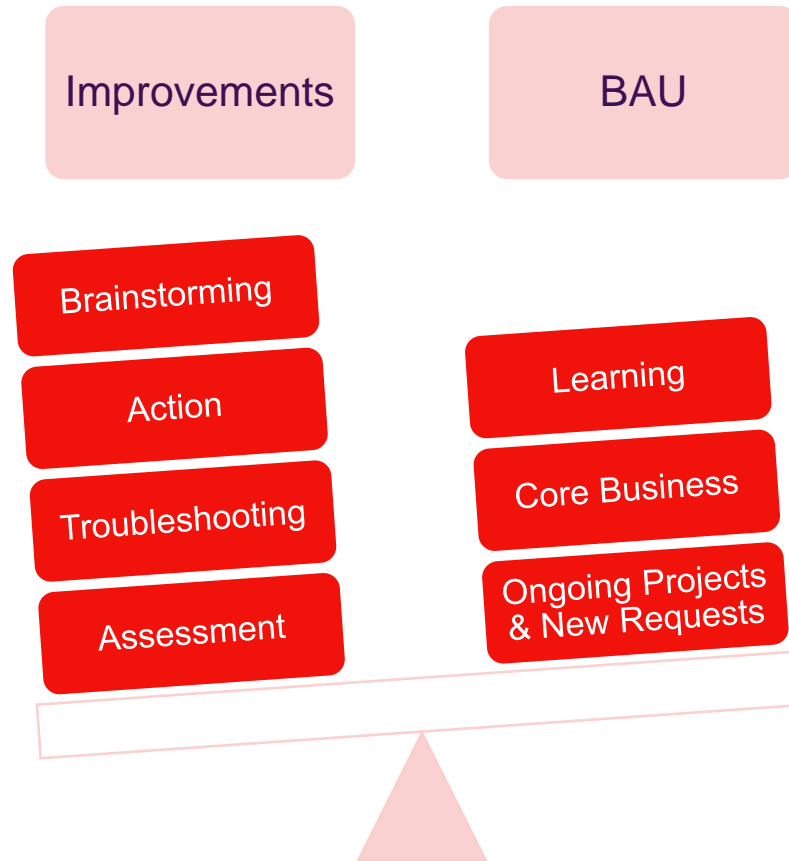 Improvements
BAU
Brainstorming
Action
Troubleshooting
Assessment
Learning
Core Business
Ongoing Projects
& New Requests